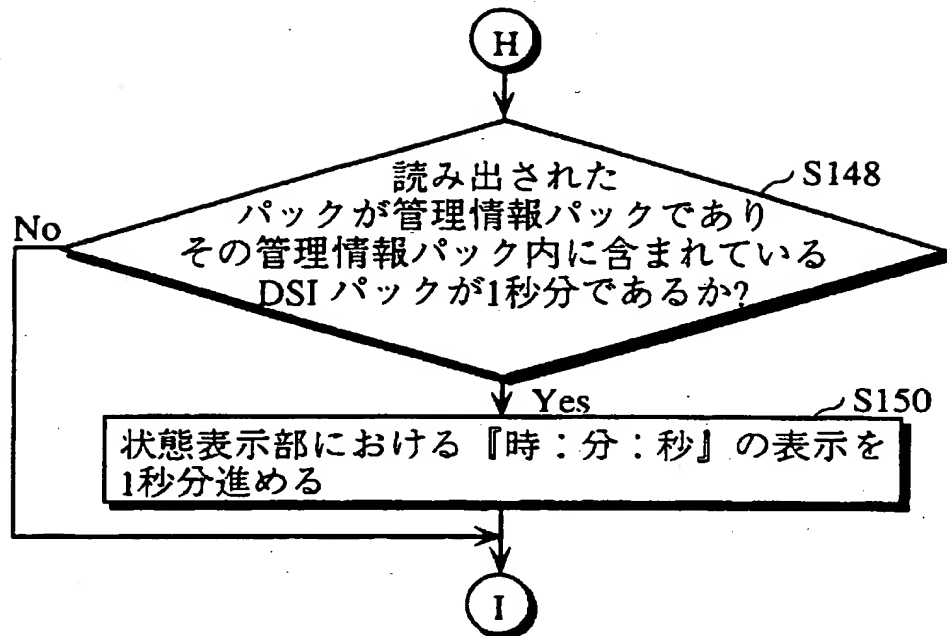 H
読み出された
S148
パックが管理情報パックであり
No
その管理情報パック内に含まれている
DSI パックが1秒分であるか?
Yes
S150
状態表示部における『時:分:秒』の表示を
1秒分進める
I